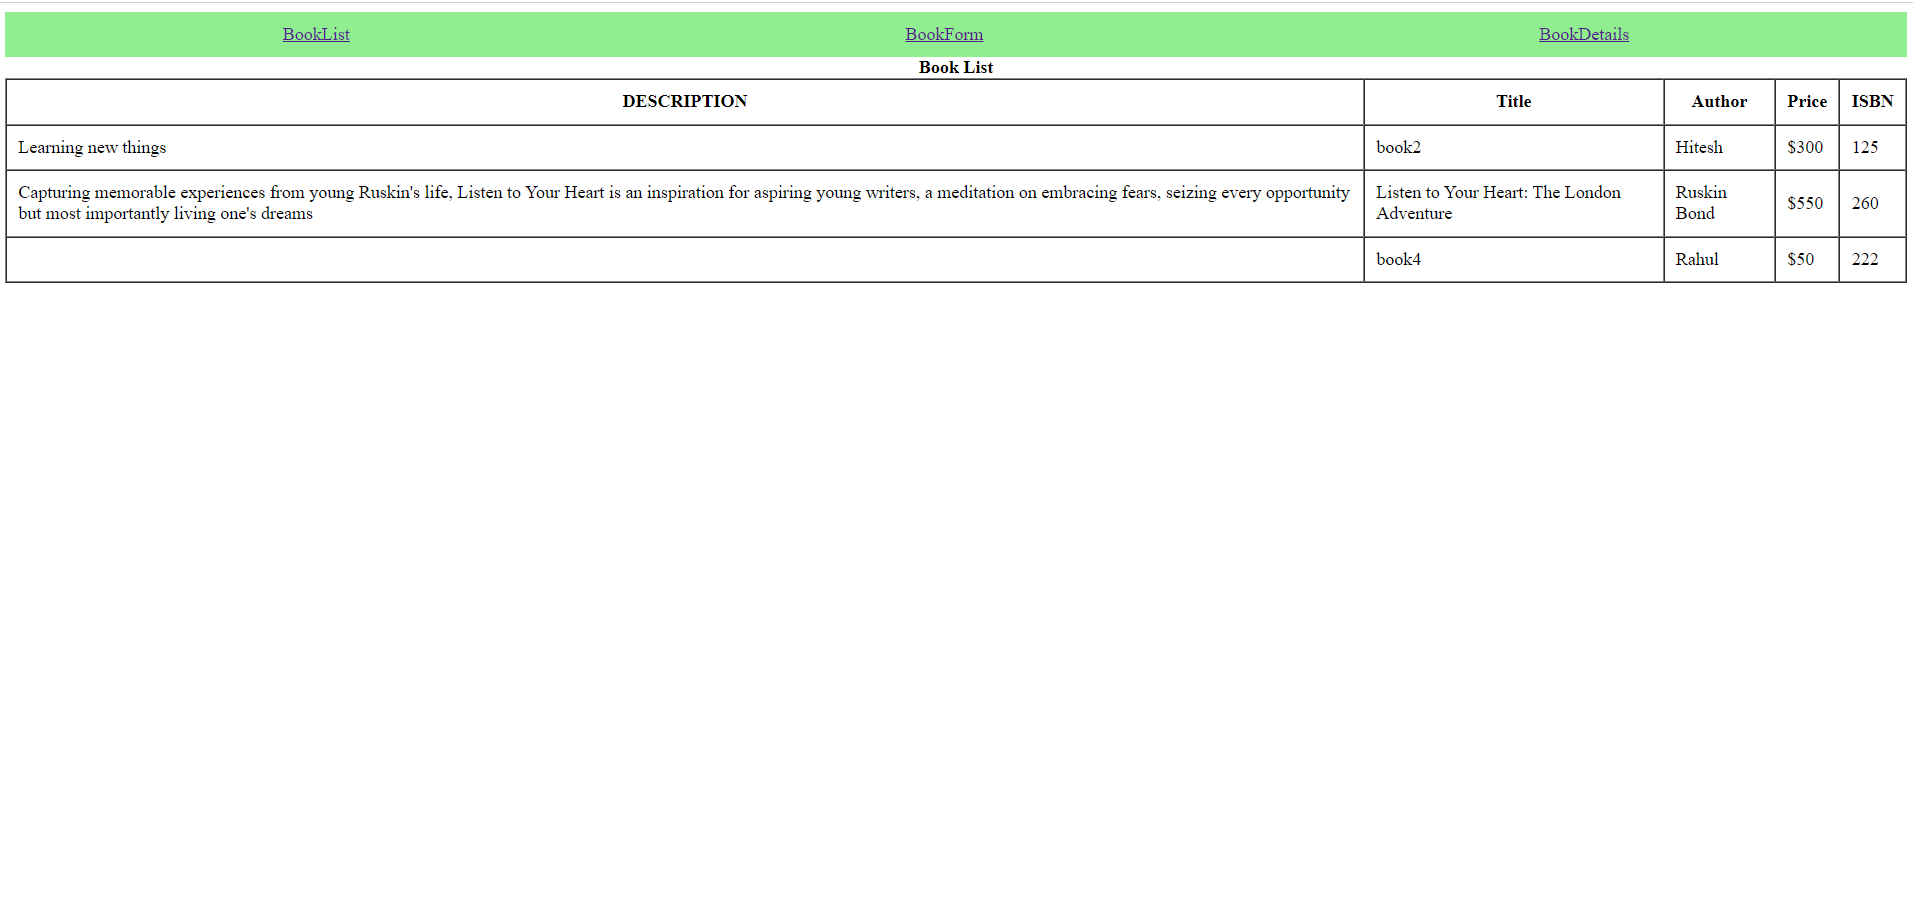 BookList BookForm BookDetails
Book List
DESCRIPTION Title Author Price ISBN
Learning new things book2 Hitesh $300 125
Capturing memorable experiences from young Ruskin's life, Listen to Your Heart is an inspiration for aspiring young writers, a meditation on embracing fears, seizing every opportunity
but most importantly living one's dreams
Listen to Your Heart: The London
Adventure
Ruskin
Bond
$550 260
book4 Rahul $50 222